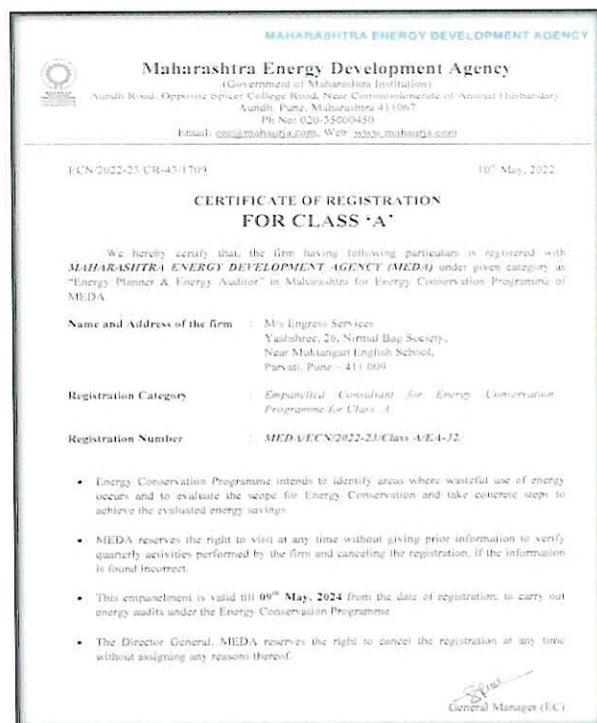 MAHARASHTRA ENERGY DEVELOPMENT AGENCY
Maharashtra Energy Development Agency
(Government of Maharashtra Institution)
Aundh Road, Opposite Spicer College Road, Near Commissionerate of Animal Husbandary,
Aundh, Pune, Maharashtra 411067
Ph No: 020-35000450
Email: eee@mahaurja.com, Web: www.mahaurja.com
ECN/2022-23/CR-43/1709 10th May, 2022
CERTIFICATE OF REGISTRATION
FOR CLASS ‘A’
We hereby certify that, the firm having following particulars is registered with
MAHARASHTRA ENERGY DEVELOPMENT AGENCY (MEDA) under given category as
“Energy Planner & Energy Auditor” in Maharashtra for Energy Conservation Programme of
MEDA.
Name and Address of the firm : M/s Engress Services
Yashshree, 26, Nirmal Bag Society,
Near Muktangan English School,
Parvati, Pune - 411 009
Registration Category : Empanelled Consultant for Energy Conservation
Programme for Class 'A'
Registration Number : MEDA/ECN/2022-23/Class A/EA-32.
• Energy Conservation Programme intends to identify areas where wasteful use of energy
occurs and to evaluate the scope for Energy Conservation and take concrete steps to
achieve the evaluated energy savings.
• MEDA reserves the right to visit at any time without giving prior information to verify
quarterly activities performed by the firm and canceling the registration, if the information
is found incorrect.
• This empanelment is valid till 09th May, 2024 from the date of registration, to carry out
energy audits under the Energy Conservation Programme
• The Director General, MEDA reserves the right to cancel the registration at any time
without assigning any reasons thereof.
General Manager (EC)